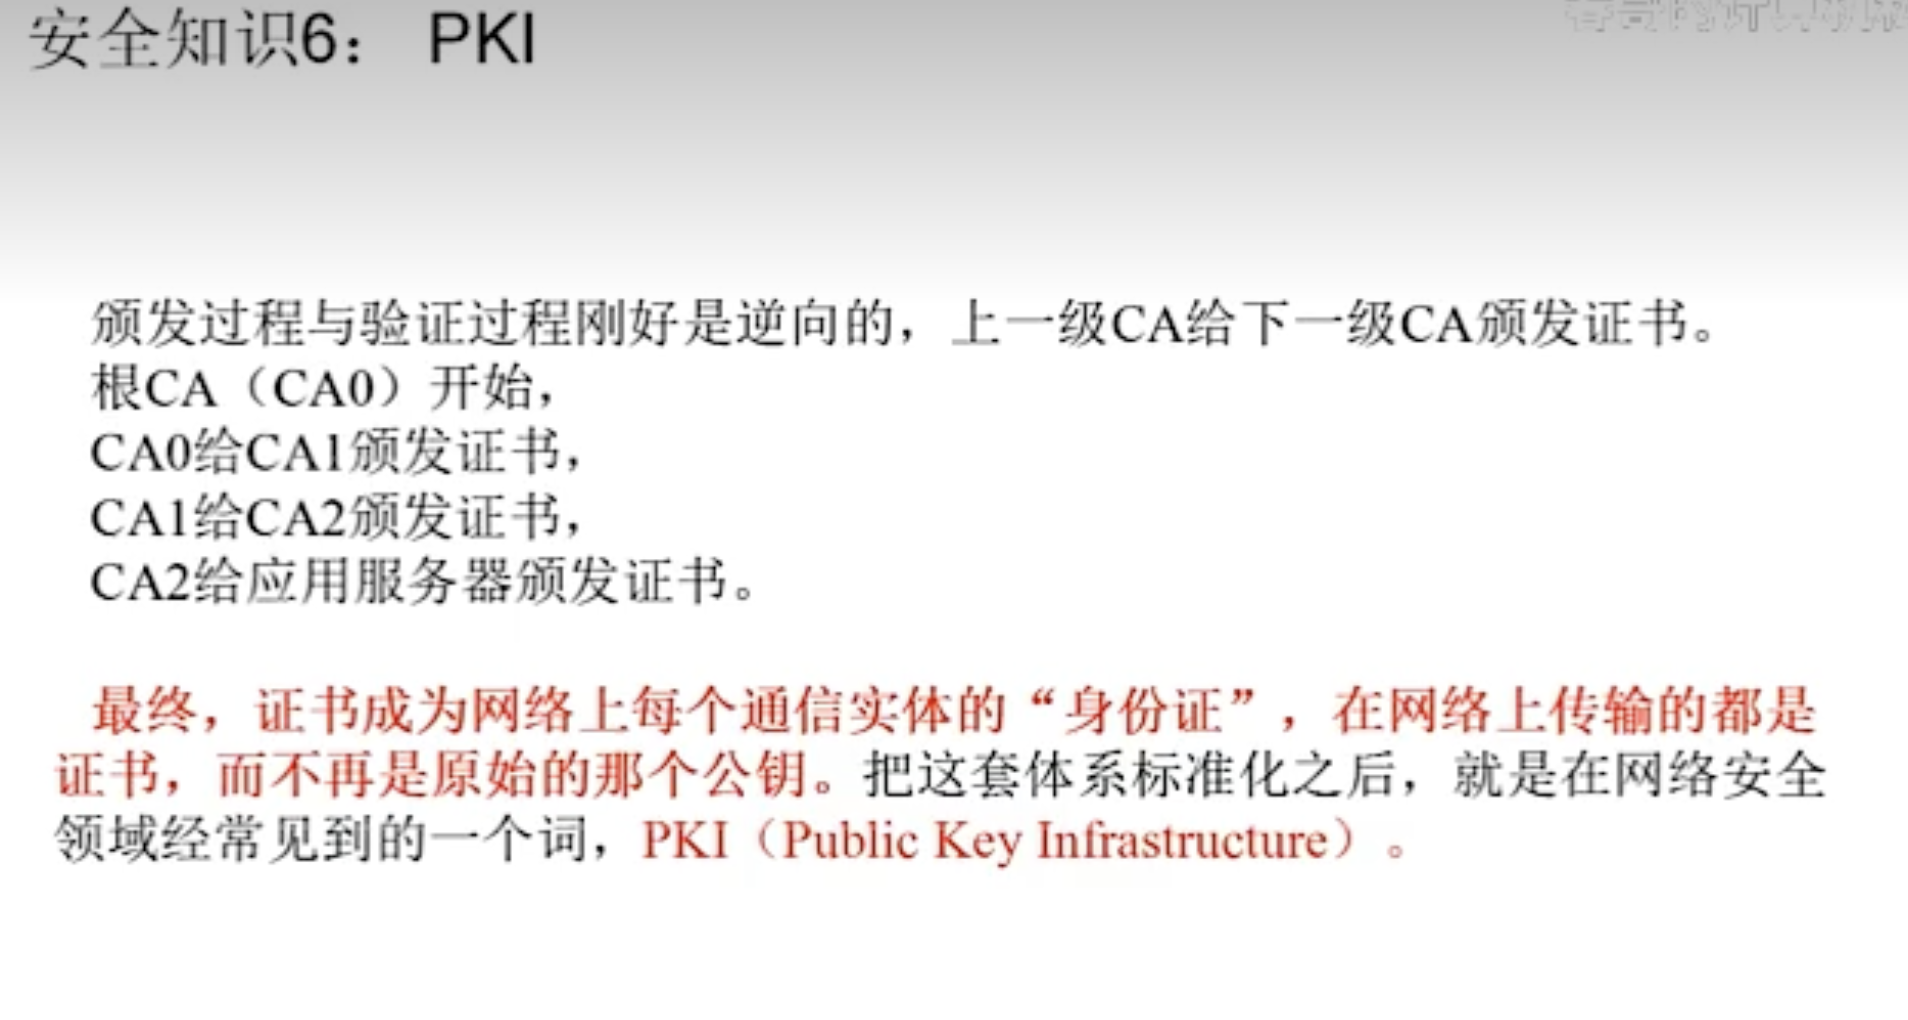 安全知识6： PKI
颁发过程与验证过程刚好是逆向的，上一级CA给下一级CA颁发证书。
根CA（CA0）开始，
CA0给CA1颁发证书，
CA1给CA2颁发证书，
CA2给应用服务器颁发证书。
最终，证书成为网络上每个通信实体的“身份证”，在网络上传输的都是
证书，而不再是原始的那个公钥。把这套体系标准化之后，就是在网络安全
领域经常见到的一个词，PKI（Public Key Infrastructure）。